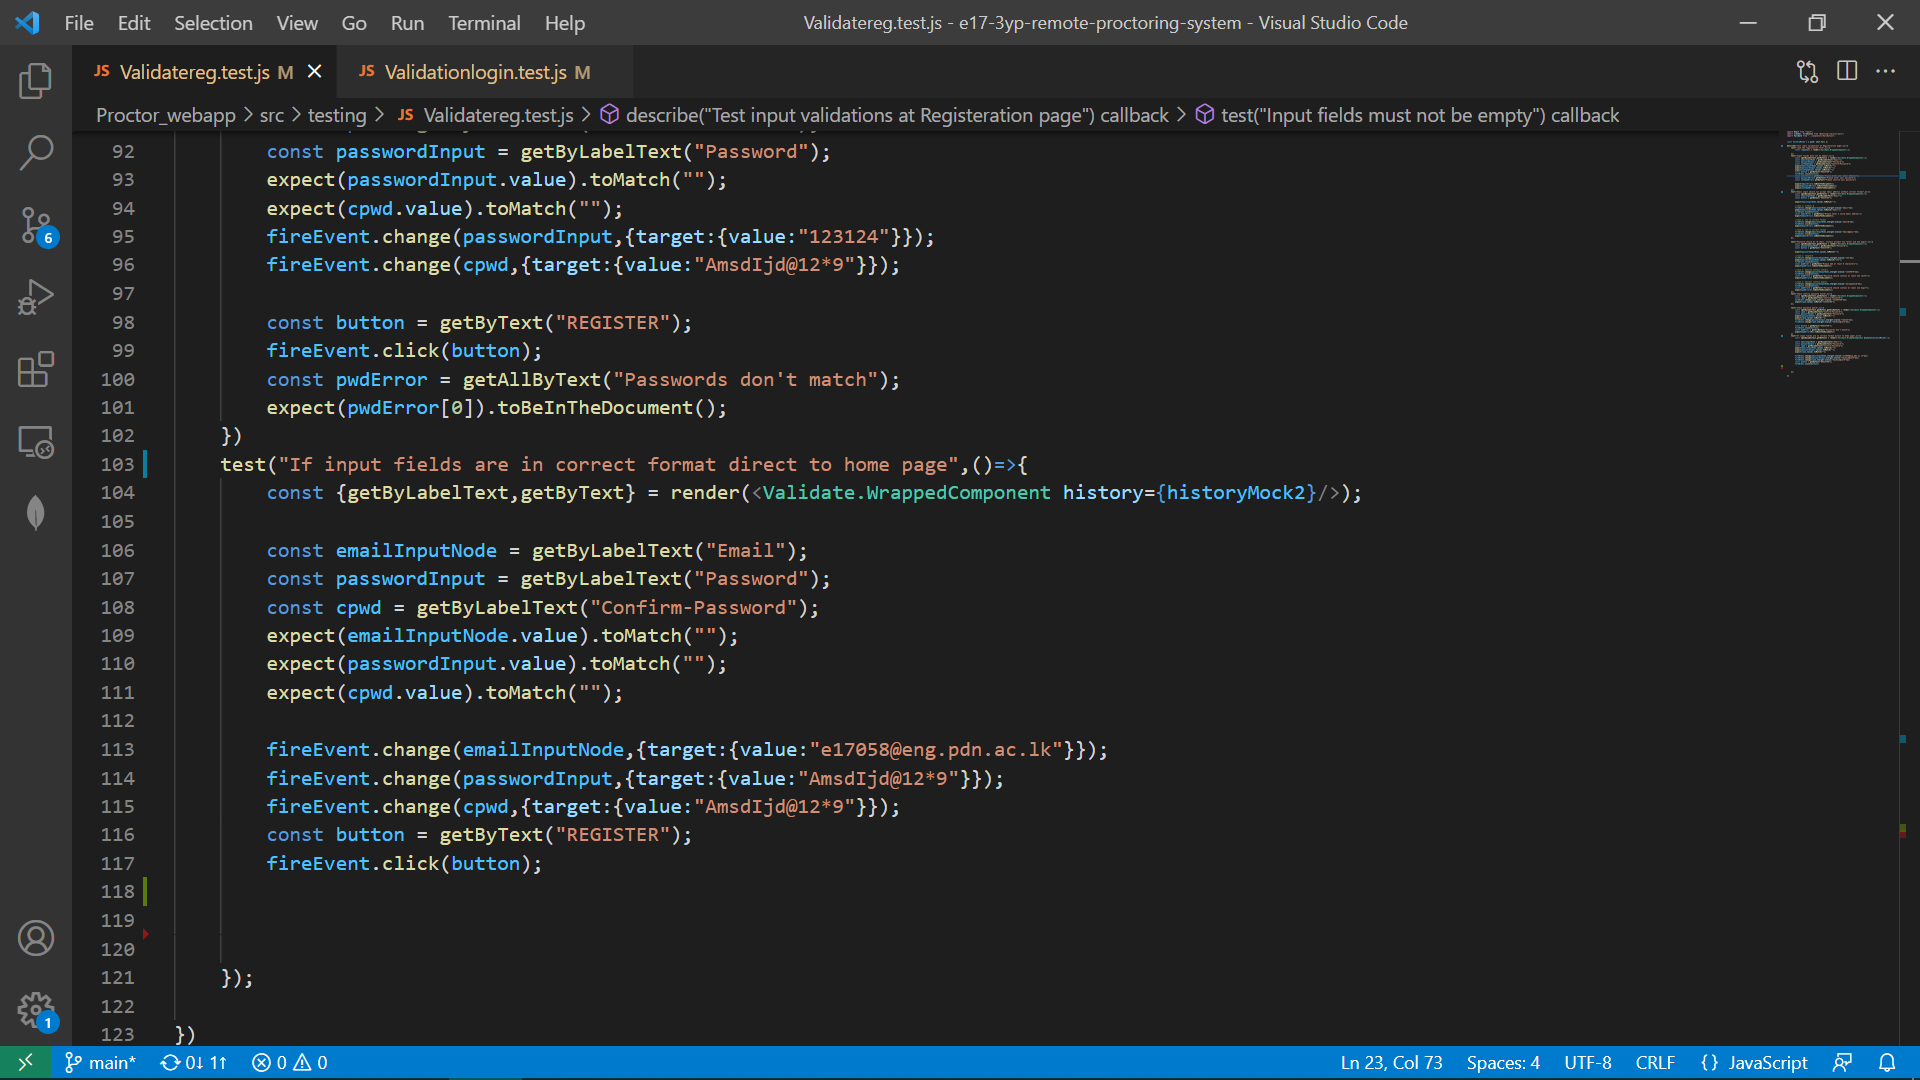 File Edit Selection View Go Run Terminal Help Validatereg.test.js - e17-3yp-remote-proctoring-system - Visual Studio Code
JS Validatereg.test.js M JS Validationlogin.test.js M
Proctor_webapp > src > testing > JS Validatereg.test.js > describe("Test input validations at Registeration page") callback > test("Input fields must not be empty") callback
92 const passwordInput = getByLabelText("Password");
93 expect(passwordInput.value).toMatch("");
94 expect(cpwd.value).toMatch("");
95 fireEvent.change(passwordInput,{target:{value:"123124"}});
96 fireEvent.change(cpwd,{target:{value:"AmsdIjd@12*9"}});
97
98 const button = getByText("REGISTER");
99 fireEvent.click(button);
100 const pwdError = getAllByText("Passwords don't match");
101 expect(pwdError[0]).toBeInTheDocument();
102 })
103 test("If input fields are in correct format direct to home page",()=>{
104 const {getByLabelText,getByText} = render(<Validate.WrappedComponent history={historyMock2}/>);
105
106 const emailInputNode = getByLabelText("Email");
107 const passwordInput = getByLabelText("Password");
108 const cpwd = getByLabelText("Confirm-Password");
109 expect(emailInputNode.value).toMatch("");
110 expect(passwordInput.value).toMatch("");
111 expect(cpwd.value).toMatch("");
112
113 fireEvent.change(emailInputNode,{target:{value:"e17058@eng.pdn.ac.lk"}});
114 fireEvent.change(passwordInput,{target:{value:"AmsdIjd@12*9"}});
115 fireEvent.change(cpwd,{target:{value:"AmsdIjd@12*9"}});
116 const button = getByText("REGISTER");
117 fireEvent.click(button);
118
119
120
121 });
122
123 })
6
1
main* 0↓ 1↑ 0 0 Ln 23, Col 73 Spaces: 4 UTF-8 CRLF {} JavaScript